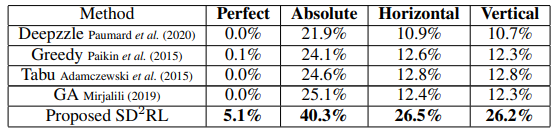 Method Perfect Absolute Horizontal Vertical
Deepzzle Paumard et al. (2020) 0.0% 21.9% 10.9% 10.7%
Greedy Paikin et al. (2015) 0.1% 24.1% 12.6% 12.3%
Tabu Adamczewski et al. (2015) 0.0% 24.6% 12.8% 12.8%
GA Mirjalili (2019) 0.0% 25.1% 12.4% 12.3%
Proposed SD²RL 5.1% 40.3% 26.5% 26.2%